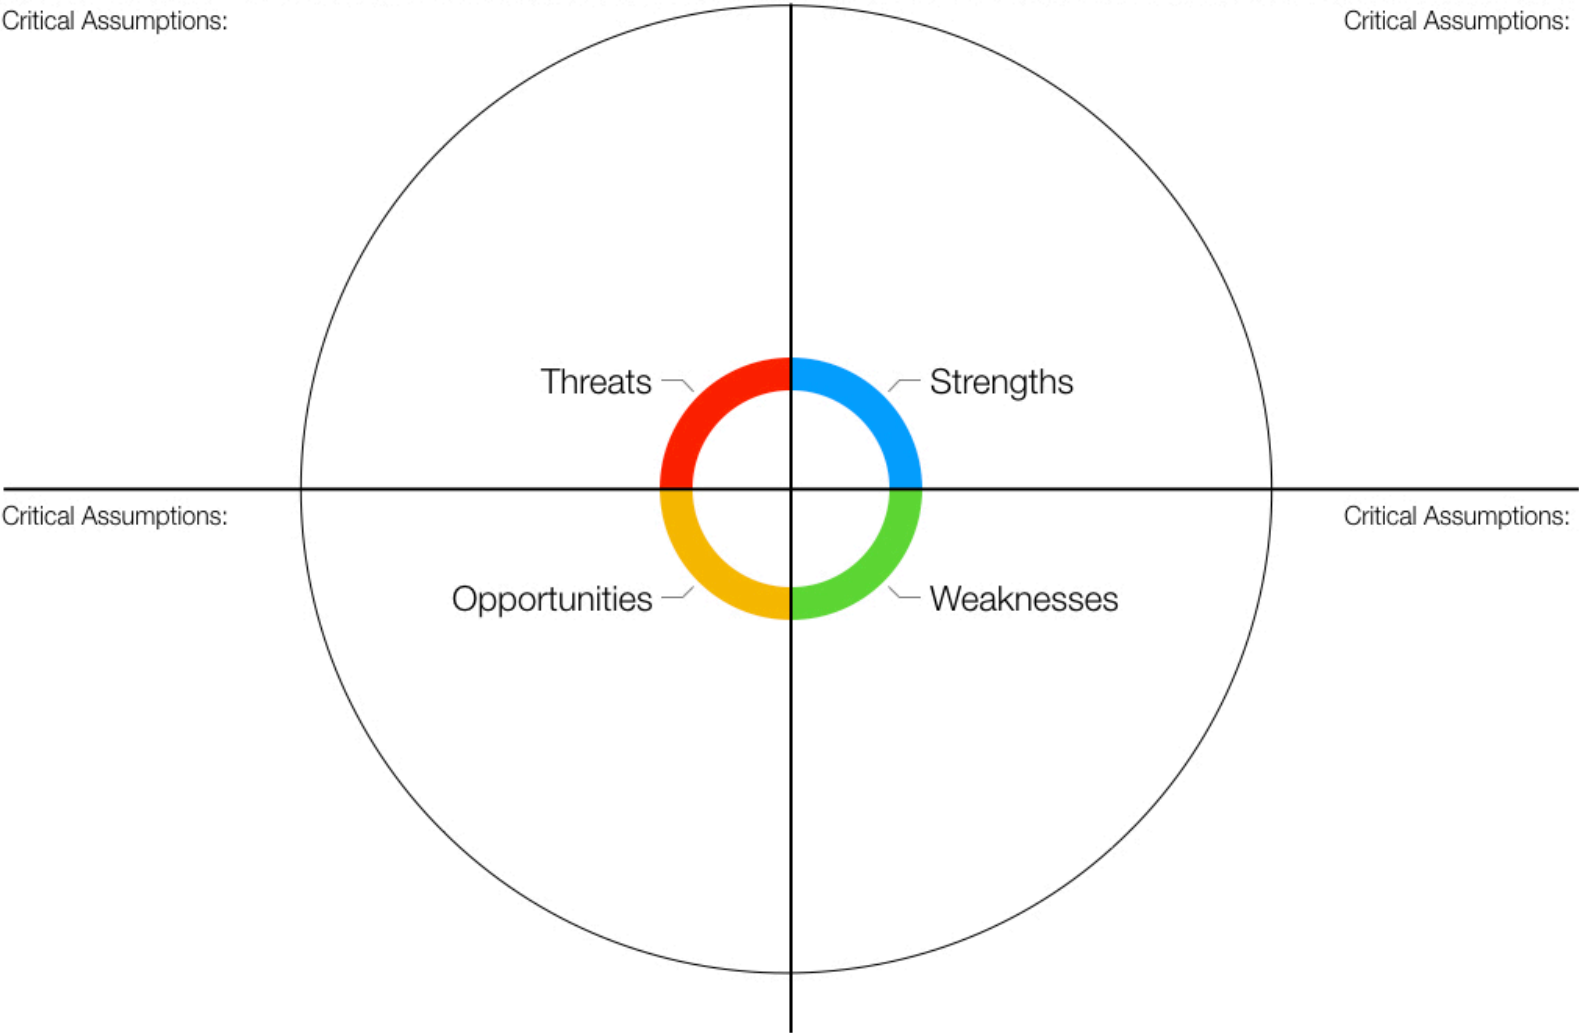 Critical Assumptions:
Critical Assumptions:
Threats
Strengths
Critical Assumptions:
Critical Assumptions:
Opportunities
Weaknesses